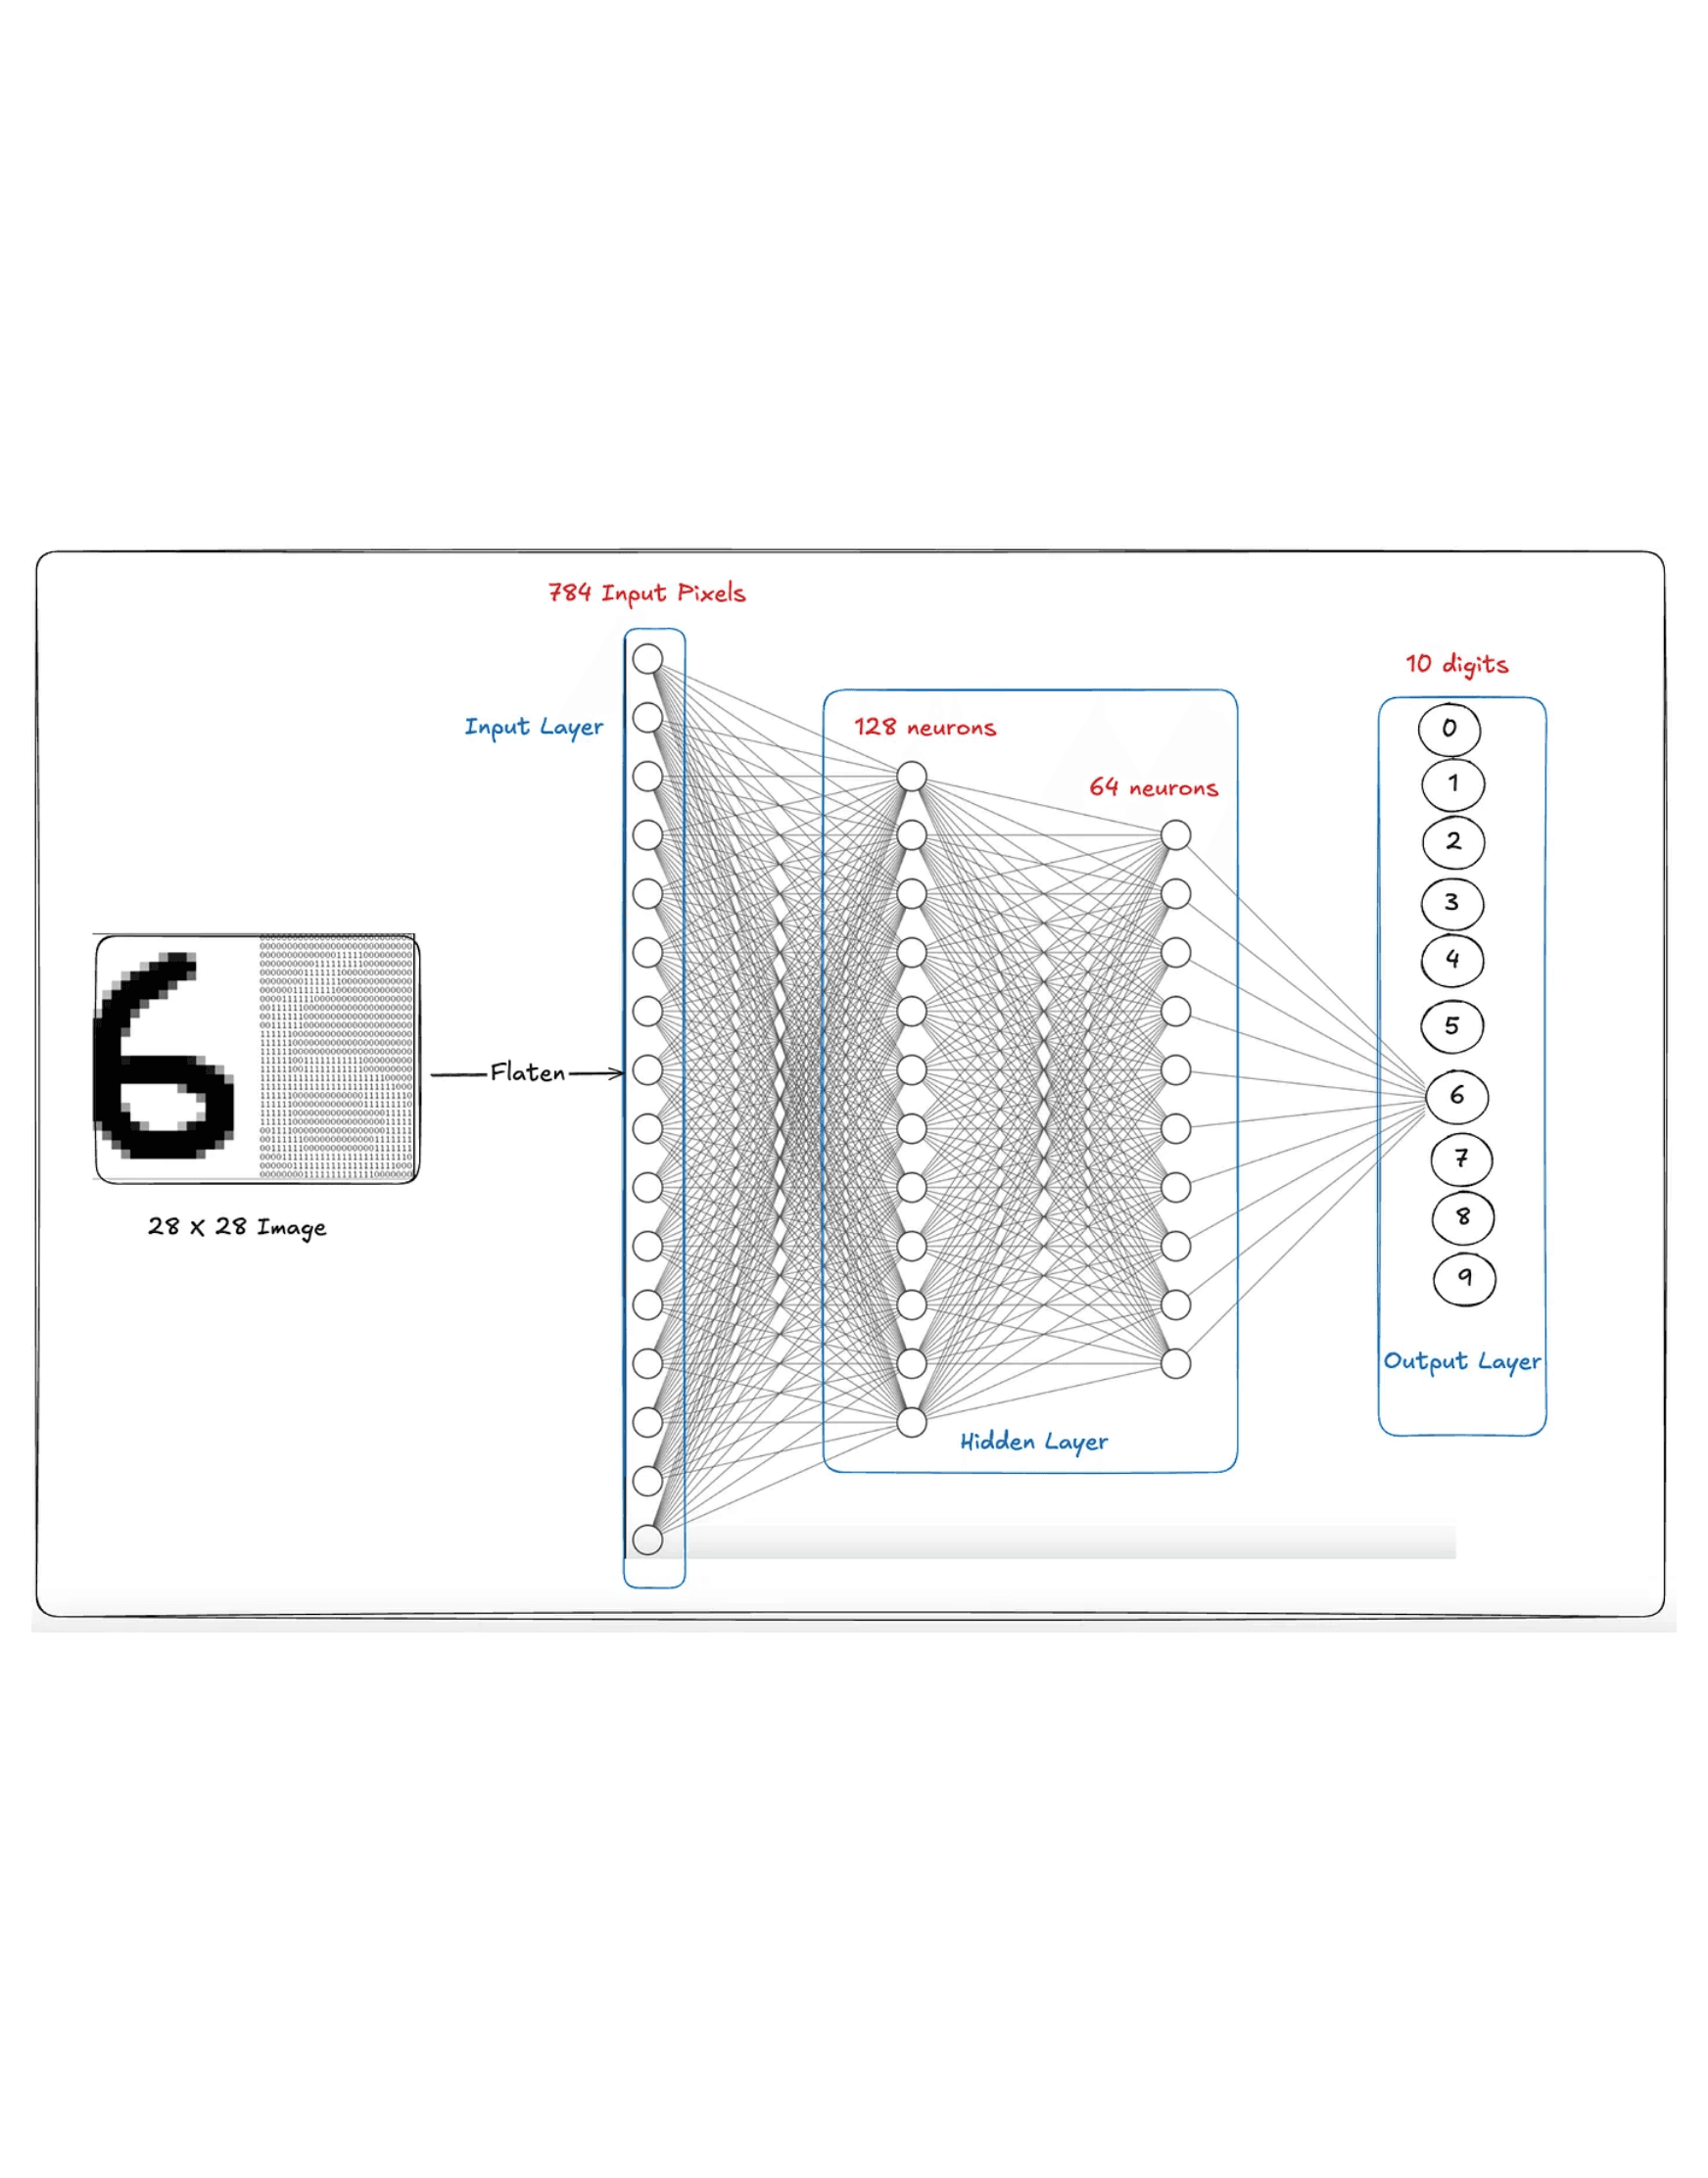 784 Input Pixels
10 digits
Input Layer
128 neurons
64 neurons
0
1
2
3
4
5
6
7
8
9
Flaten
28 X 28 Image
Output Layer
Hidden Layer